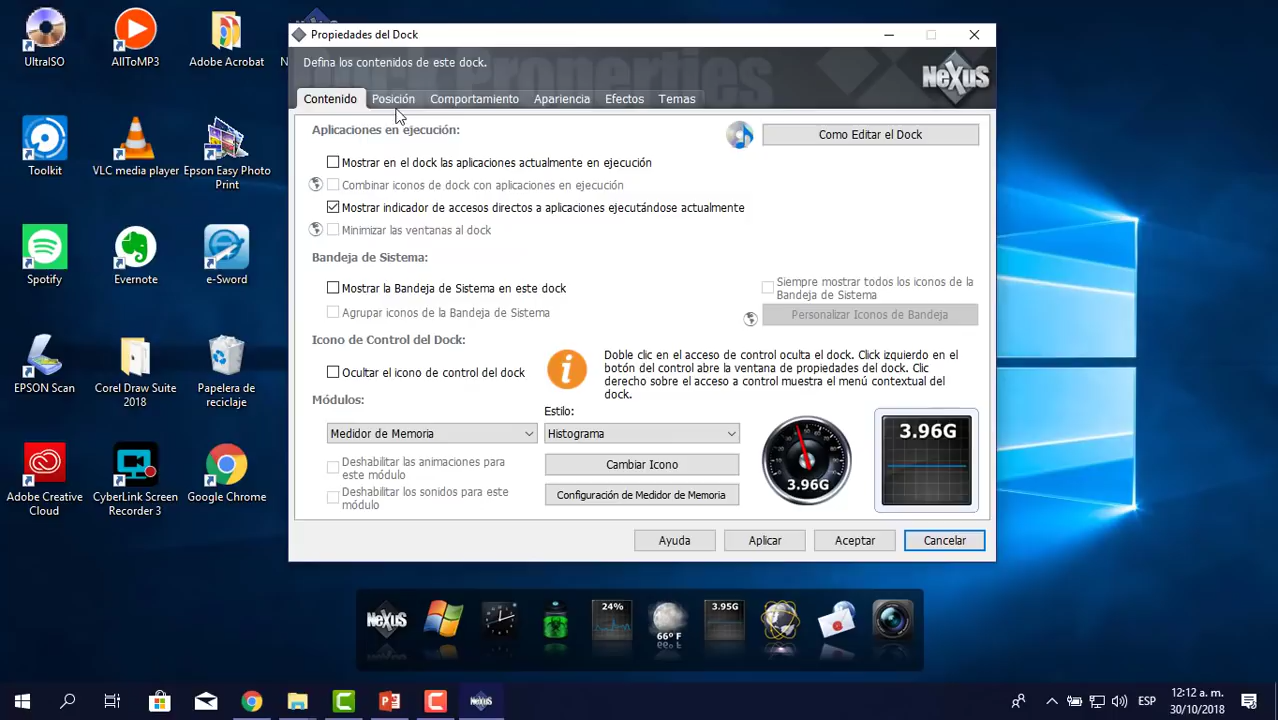 Propiedades del Dock
Defina los contenidos de este dock.
NeXuS
Contenido Posición Comportamiento Apariencia Efectos Temas
Aplicaciones en ejecución:
Como Editar el Dock
Mostrar en el dock las aplicaciones actualmente en ejecución
Combinar iconos de dock con aplicaciones en ejecución
Mostrar indicador de accesos directos a aplicaciones ejecutándose actualmente
Minimizar las ventanas al dock
Bandeja de Sistema:
Mostrar la Bandeja de Sistema en este dock
Siempre mostrar todos los iconos de la
Bandeja de Sistema
Agrupar iconos de la Bandeja de Sistema
Personalizar Iconos de Bandeja
Icono de Control del Dock:
Ocultar el icono de control del dock
Doble clic en el acceso de control oculta el dock. Click izquierdo en el
botón del control abre la ventana de propiedades del dock. Clic
derecho sobre el acceso a control muestra el menú contextual del
dock.
Módulos:
Estilo:
Medidor de Memoria
Histograma
Deshabilitar las animaciones para
este módulo
Cambiar Icono
Deshabilitar los sonidos para este
módulo
Configuración de Medidor de Memoria
3.96G
3.96G
Ayuda Aplicar Aceptar Cancelar
UltraISO
AllToMP3
Adobe Acrobat
Toolkit
VLC media player
Epson Easy Photo
Print
Spotify
Evernote
e-Sword
EPSON Scan
Corel Draw Suite
2018
Papelera de
reciclaje
Adobe Creative
Cloud
CyberLink Screen
Recorder 3
Google Chrome
NeXuS
24%
66º F
3.95G
NeXuS
ESP
12:12 a. m.
30/10/2018